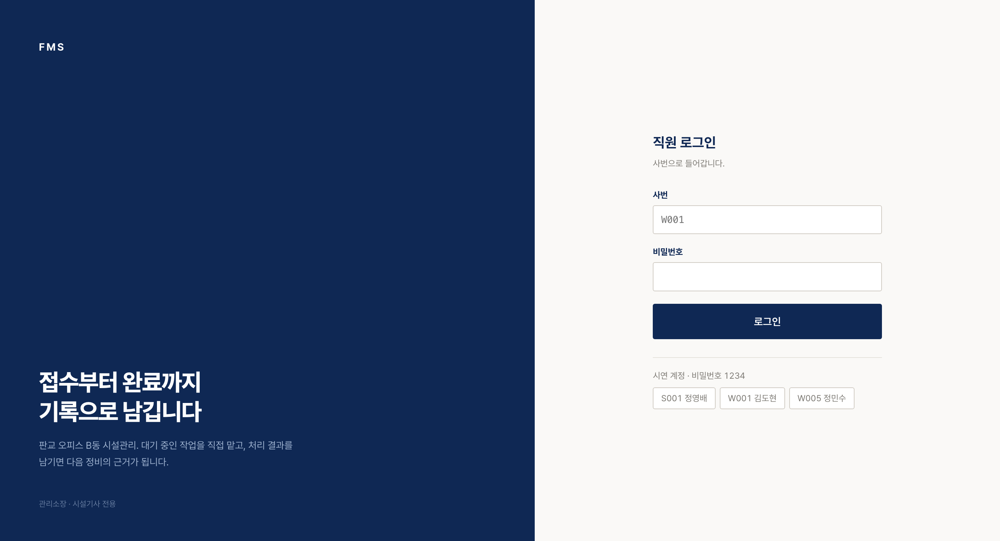 FMS
접수부터 완료까지
기록으로 남깁니다
판교 오피스 B동 시설관리. 대기 중인 작업을 직접 맡고, 처리 결과를
남기면 다음 정비의 근거가 됩니다.
관리소장 · 시설기사 전용
직원 로그인
사번으로 들어갑니다.
사번
W001
비밀번호
로그인
시연 계정 · 비밀번호 1234
S001 정영배
W001 김도현
W005 정민수